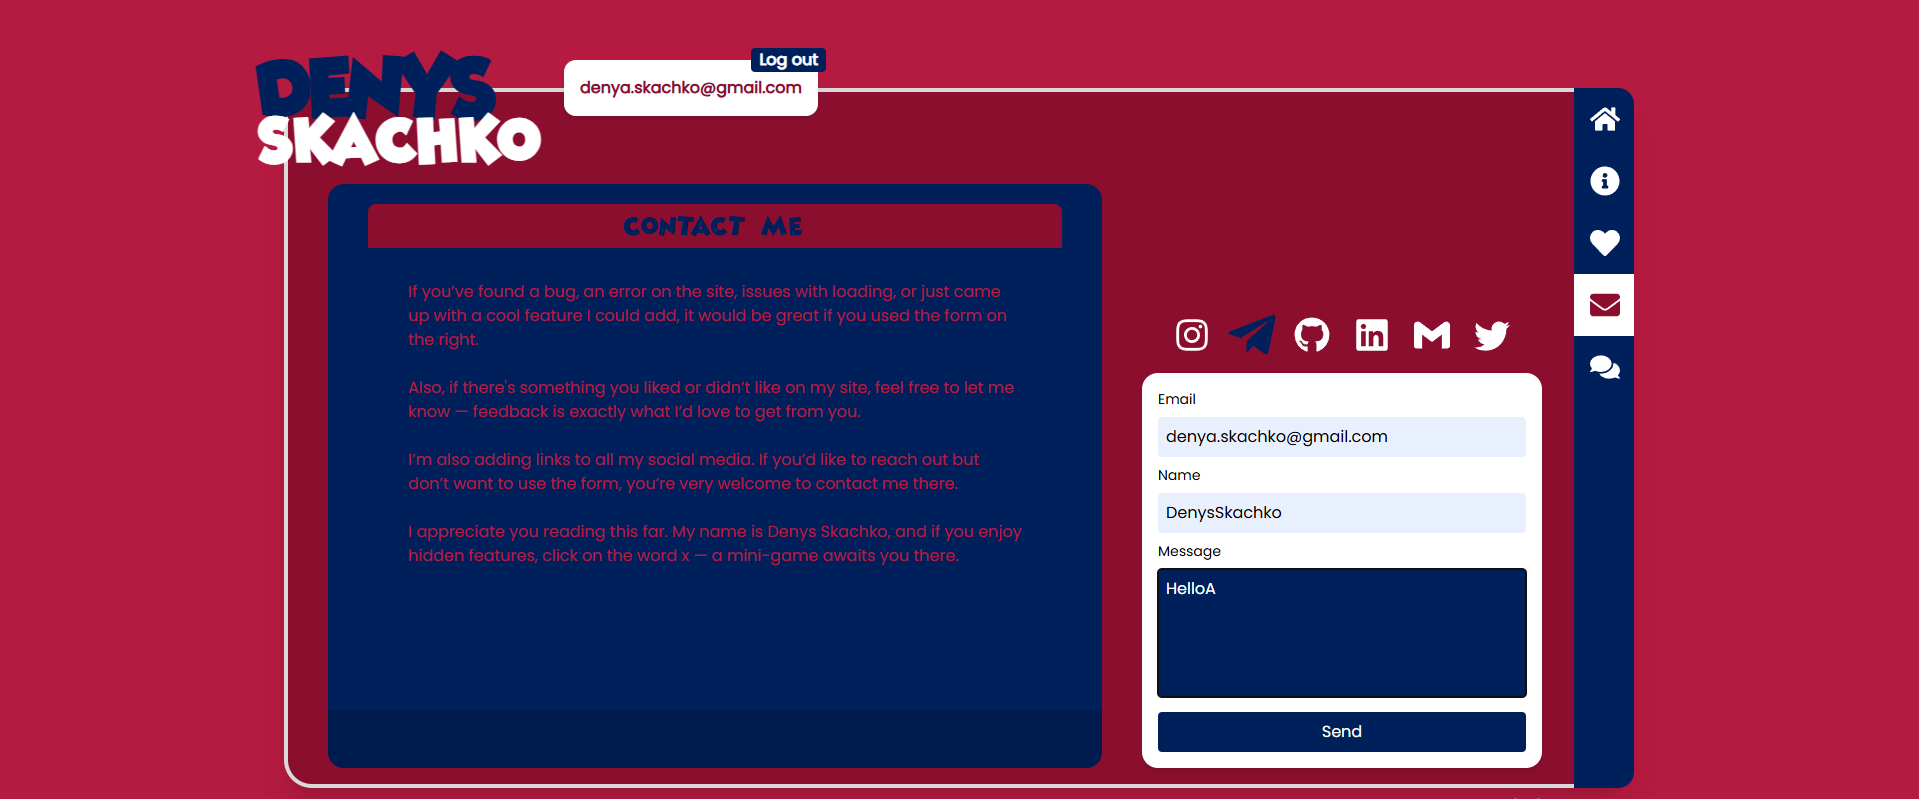 DENYS
SKACHKO
Log out
denya.skachko@gmail.com
CONTACT ME
If you’ve found a bug, an error on the site, issues with loading, or just came
up with a cool feature I could add, it would be great if you used the form on
the right.
Also, if there's something you liked or didn’t like on my site, feel free to let me
know — feedback is exactly what I’d love to get from you.
I’m also adding links to all my social media. If you’d like to reach out but
don’t want to use the form, you’re very welcome to contact me there.
I appreciate you reading this far. My name is Denys Skachko, and if you enjoy
hidden features, click on the word x — a mini-game awaits you there.
Email
denya.skachko@gmail.com
Name
DenysSkachko
Message
HelloA
Send